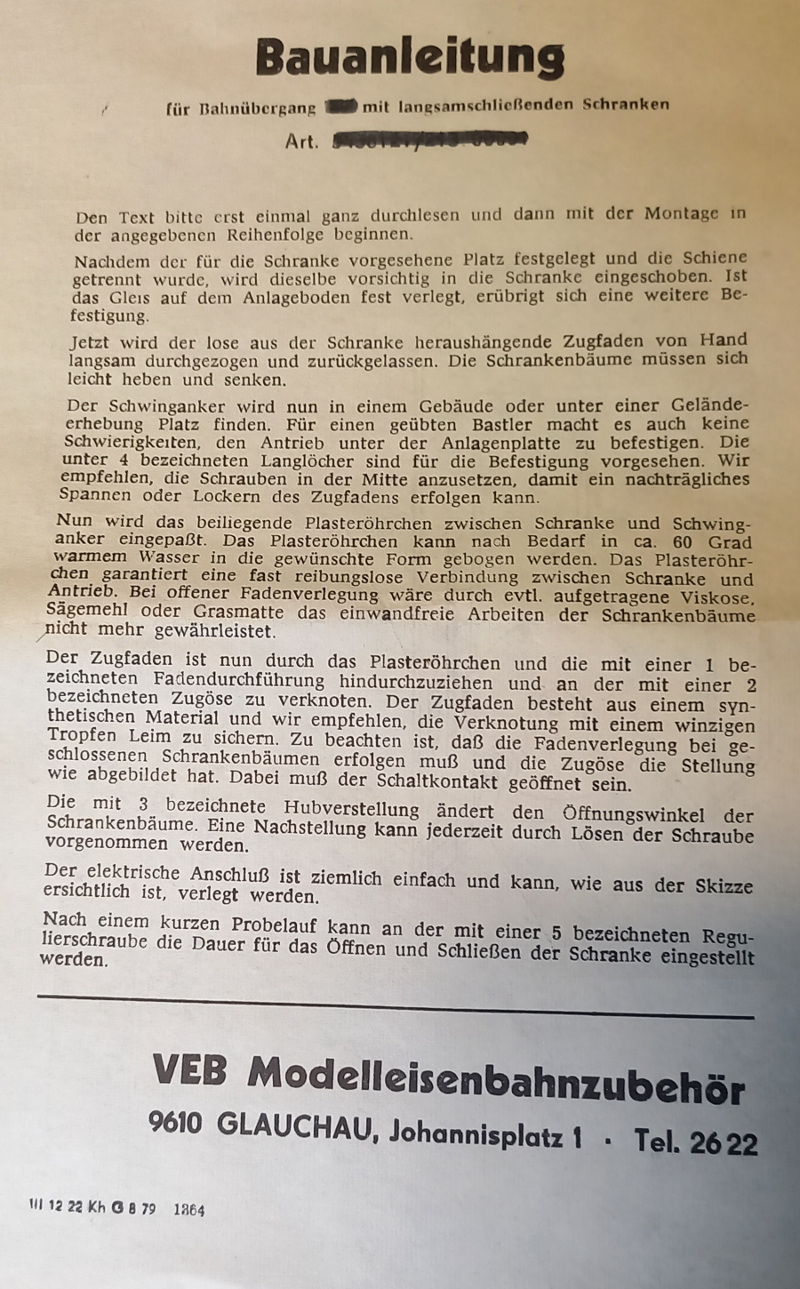 Bauanleitung
für Bahnübergang mit langsamschließenden Schranken
Art.
Den Text bitte erst einmal ganz durchlesen und dann mit der Montage in
der angegebenen Reihenfolge beginnen.
Nachdem der für die Schranke vorgesehene Platz festgelegt und die Schiene
getrennt wurde, wird dieselbe vorsichtig in die Schranke eingeschoben. Ist
das Gleis auf dem Anlageboden fest verlegt, erübrigt sich eine weitere Be-
festigung.
Jetzt wird der lose aus der Schranke heraushängende Zugfaden von Hand
langsam durchgezogen und zurückgelassen. Die Schrankenbäume müssen sich
leicht heben und senken.
Der Schwinganker wird nun in einem Gebäude oder unter einer Gelände-
erhebung Platz finden. Für einen geübten Bastler macht es auch keine
Schwierigkeiten, den Antrieb unter der Anlagenplatte zu befestigen. Die
unter 4 bezeichneten Langlöcher sind für die Befestigung vorgesehen. Wir
empfehlen, die Schrauben in der Mitte anzusetzen, damit ein nachträgliches
Spannen oder Lockern des Zugfadens erfolgen kann.
Nun wird das beiliegende Plasteröhrchen zwischen Schranke und Schwing-
anker eingepaßt. Das Plasteröhrchen kann nach Bedarf in ca. 60 Grad
warmem Wasser in die gewünschte Form gebogen werden. Das Plasteröhr-
chen garantiert eine fast reibungslose Verbindung zwischen Schranke und
Antrieb. Bei offener Fadenverlegung wäre durch evtl. aufgetragene Viskose,
Sägemehl oder Grasmatte das einwandfreie Arbeiten der Schrankenbäume
nicht mehr gewährleistet.
Der Zugfaden ist nun durch das Plasteröhrchen und die mit einer 1 be-
zeichneten Fadendurchführung hindurchzuziehen und an der mit einer 2
bezeichneten Zugöse zu verknoten. Der Zugfaden besteht aus einem syn-
thetischen Material und wir empfehlen, die Verknotung mit einem winzigen
Tropfen Leim zu sichern. Zu beachten ist, daß die Fadenverlegung bei ge-
schlossenen Schrankenbäumen erfolgen muß und die Zugöse die Stellung
wie abgebildet hat. Dabei muß der Schaltkontakt geöffnet sein.
Die mit 3 bezeichnete Hubverstellung ändert den Öffnungswinkel der
Schrankenbäume. Eine Nachstellung kann jederzeit durch Lösen der Schraube
vorgenommen werden.
Der elektrische Anschluß ist ziemlich einfach und kann, wie aus der Skizze
ersichtlich ist, verlegt werden.
Nach einem kurzen Probelauf kann an der mit einer 5 bezeichneten Regu-
lierschraube die Dauer für das Öffnen und Schließen der Schranke eingestellt
werden.
VEB Modelleisenbahnzubehör
9610 GLAUCHAU, Johannisplatz 1 · Tel. 26 22
III 12 22 Kh G 8 79 1864